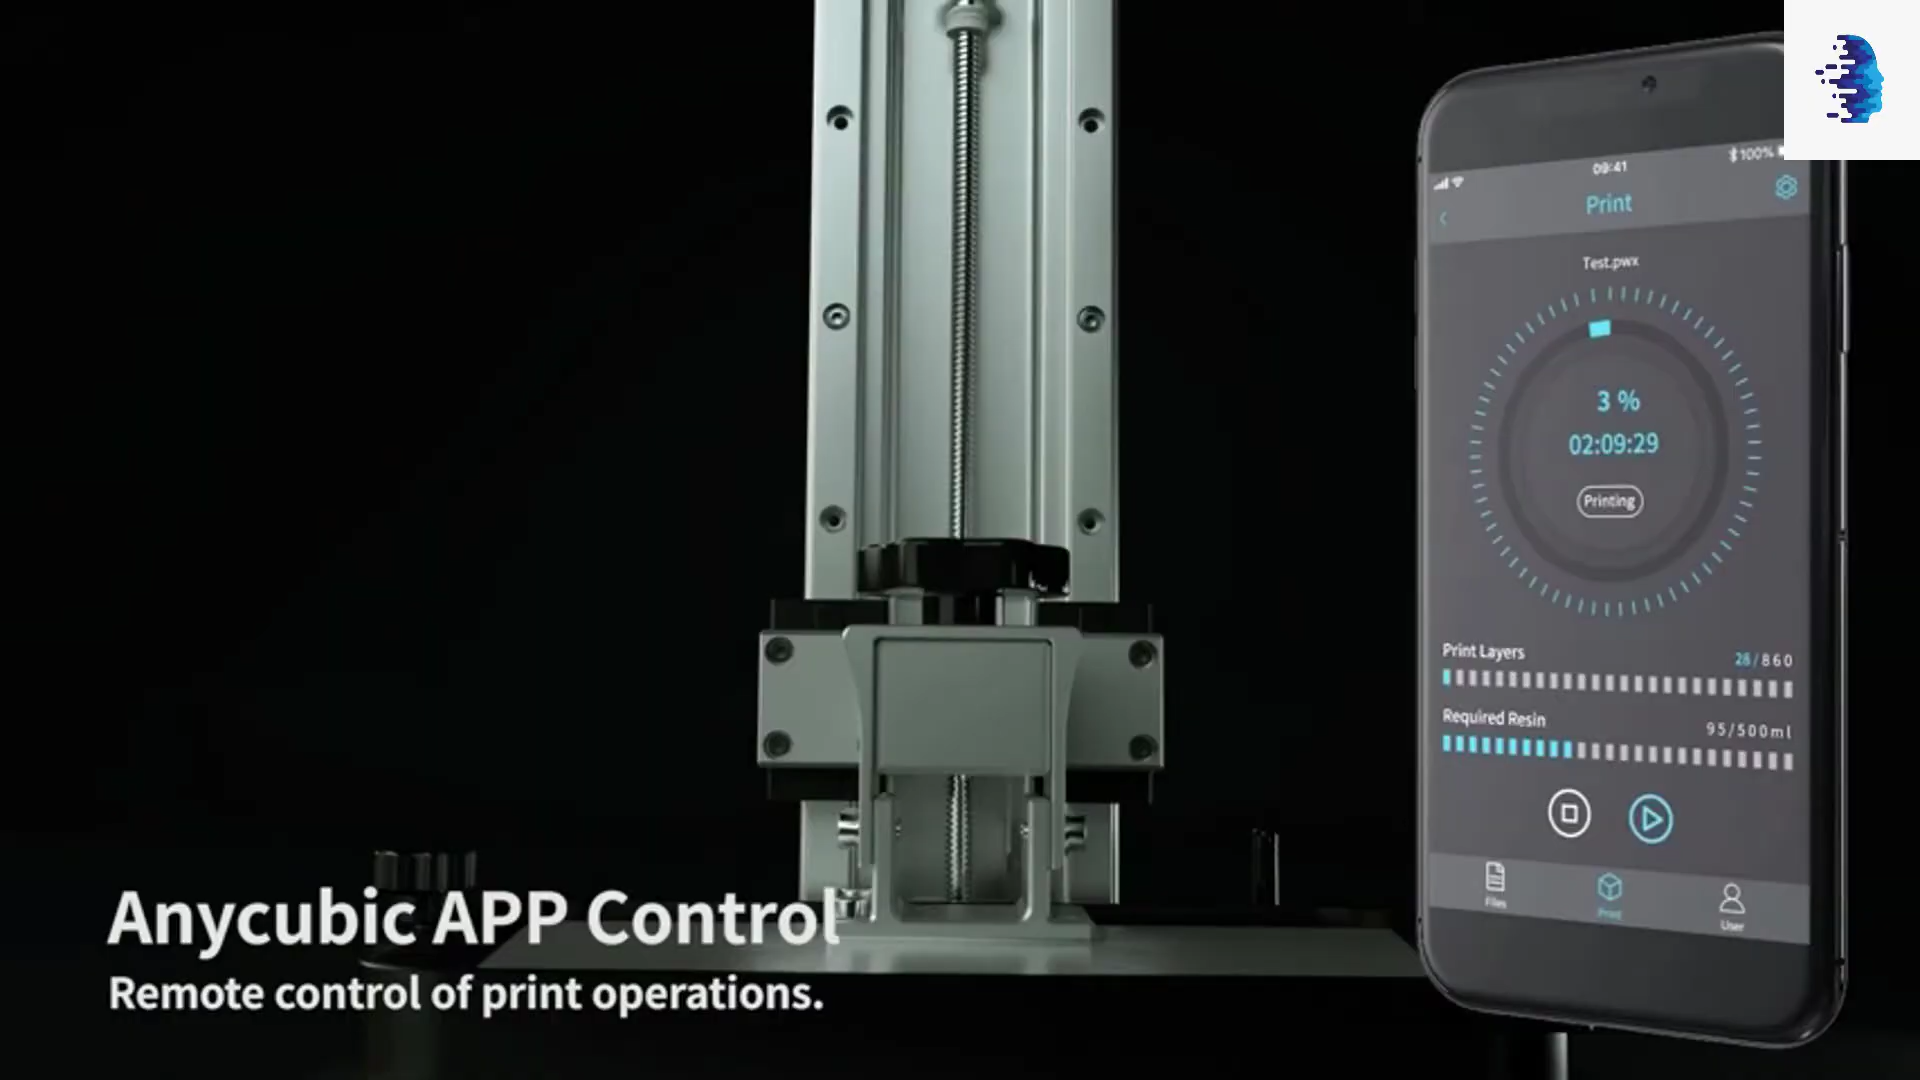 09:41
100%
Print
Test.pwx
3 %
02:09:29
Printing
Print Layers
28/860
Required Resin
95/500ml
Files
Print
User
Anycubic APP Control
Remote control of print operations.